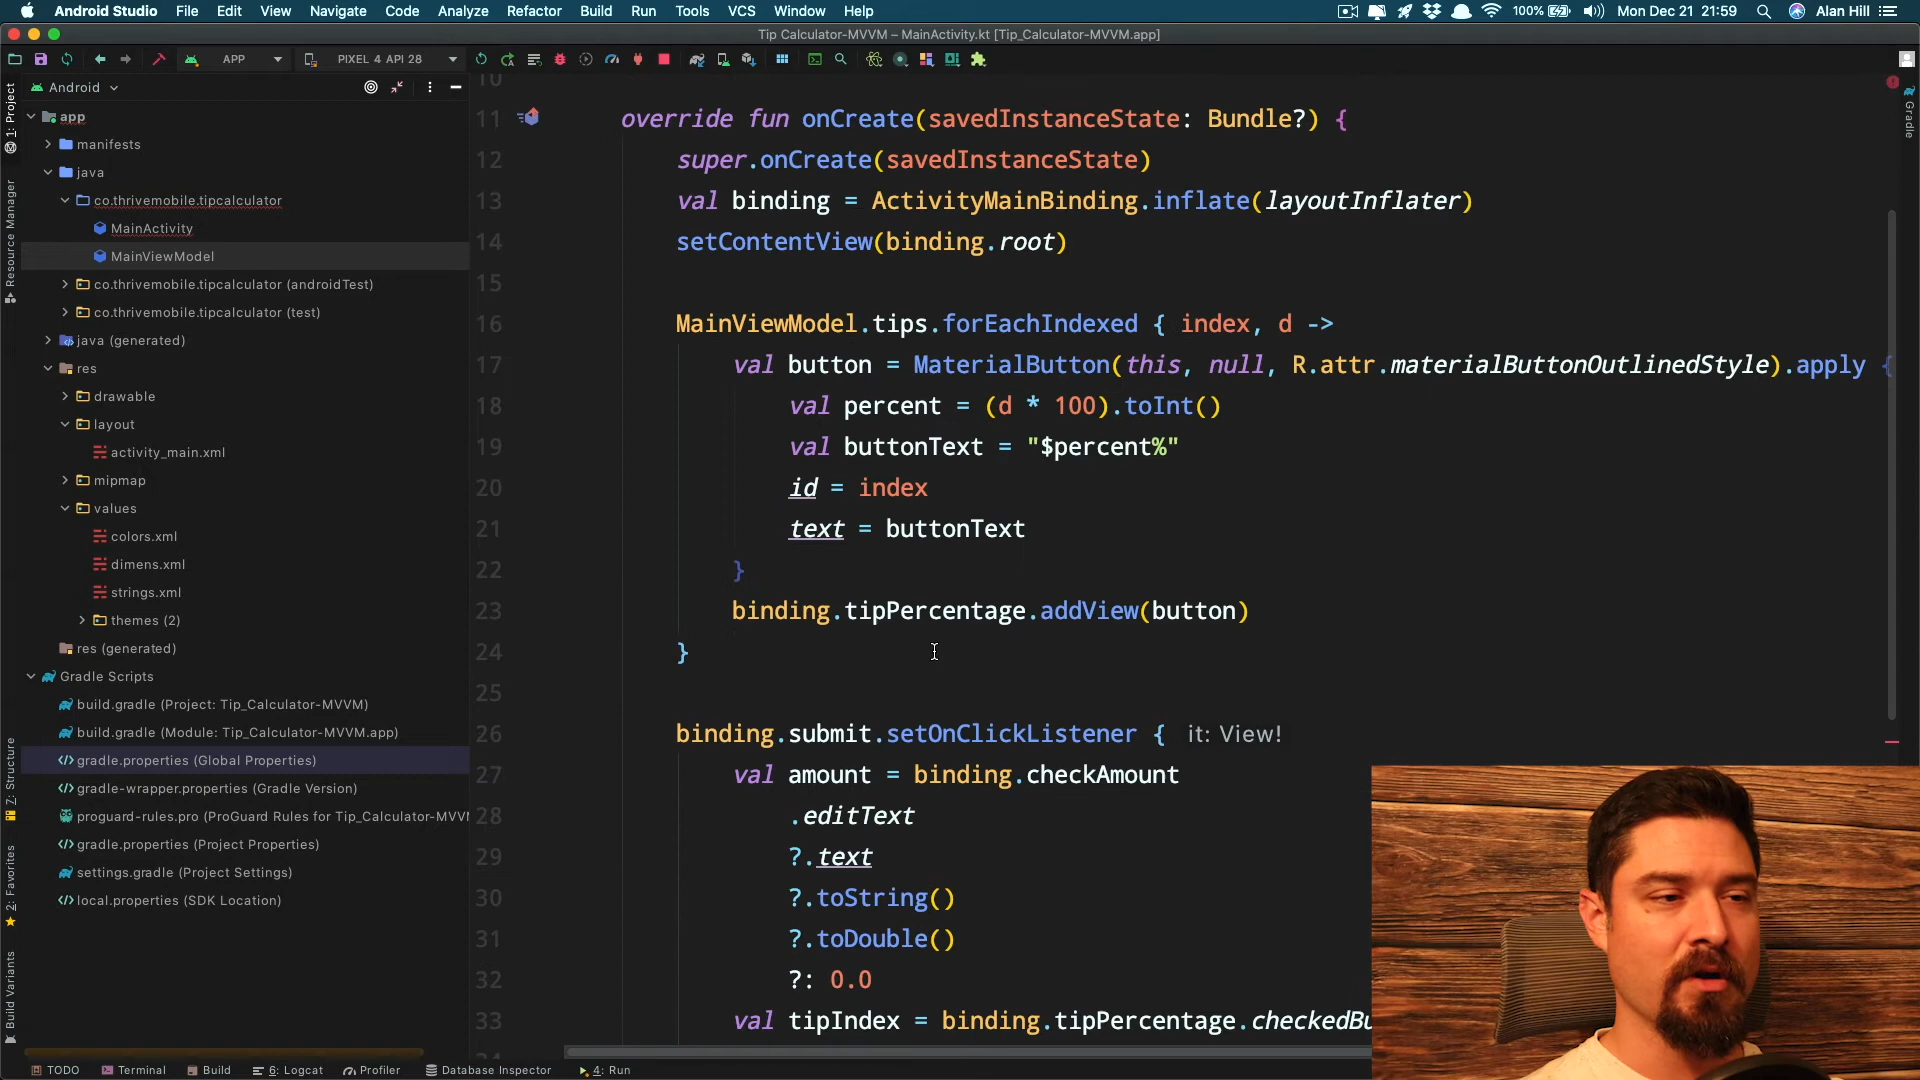 Android Studio File Edit View Navigate Code Analyze Refactor Build Run Tools VCS Window Help 100% Mon Dec 21 21:59 Alan Hill
Tip Calculator-MVVM – MainActivity.kt [Tip_Calculator-MVVM.app]
APP PIXEL 4 API 28
Android
1: Project
Resource Manager
Z: Structure
2: Favorites
Build Variants
app
manifests
java
co.thrivemobile.tipcalculator
MainActivity
MainViewModel
co.thrivemobile.tipcalculator (androidTest)
co.thrivemobile.tipcalculator (test)
java (generated)
res
drawable
layout
activity_main.xml
mipmap
values
colors.xml
dimens.xml
strings.xml
themes (2)
res (generated)
Gradle Scripts
build.gradle (Project: Tip_Calculator-MVVM)
build.gradle (Module: Tip_Calculator-MVVM.app)
gradle.properties (Global Properties)
gradle-wrapper.properties (Gradle Version)
proguard-rules.pro (ProGuard Rules for Tip_Calculator-MVVM
gradle.properties (Project Properties)
settings.gradle (Project Settings)
local.properties (SDK Location)
10
11 override fun onCreate(savedInstanceState: Bundle?) {
12 super.onCreate(savedInstanceState)
13 val binding = ActivityMainBinding.inflate(layoutInflater)
14 setContentView(binding.root)
15
16 MainViewModel.tips.forEachIndexed { index, d ->
17 val button = MaterialButton(this, null, R.attr.materialButtonOutlinedStyle).apply {
18 val percent = (d * 100).toInt()
19 val buttonText = "$percent%"
20 id = index
21 text = buttonText
22 }
23 binding.tipPercentage.addView(button)
24 }
25
26 binding.submit.setOnClickListener { it: View!
27 val amount = binding.checkAmount
28 .editText
29 ?.text
30 ?.toString()
31 ?.toDouble()
32 ?: 0.0
33 val tipIndex = binding.tipPercentage.checkedBu
Gradle
TODO Terminal Build 6: Logcat Profiler Database Inspector 4: Run